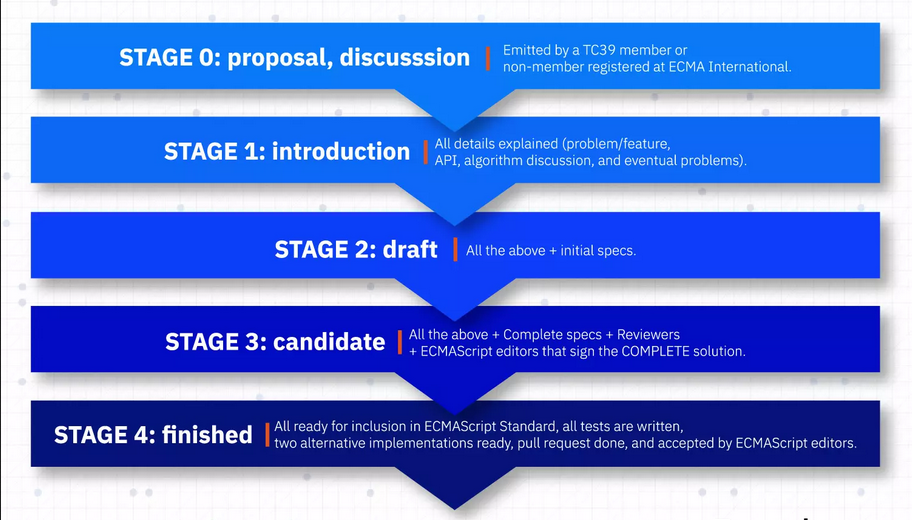 STAGE 0: proposal, discusssion
Emitted by a TC39 member or
non-member registered at ECMA International.
STAGE 1: introduction
All details explained (problem/feature,
API, algorithm discussion, and eventual problems).
STAGE 2: draft
All the above + initial specs.
STAGE 3: candidate
All the above + Complete specs + Reviewers
+ ECMAScript editors that sign the COMPLETE solution.
STAGE 4: finished
All ready for inclusion in ECMAScript Standard, all tests are written,
two alternative implementations ready, pull request done, and accepted by ECMAScript editors.